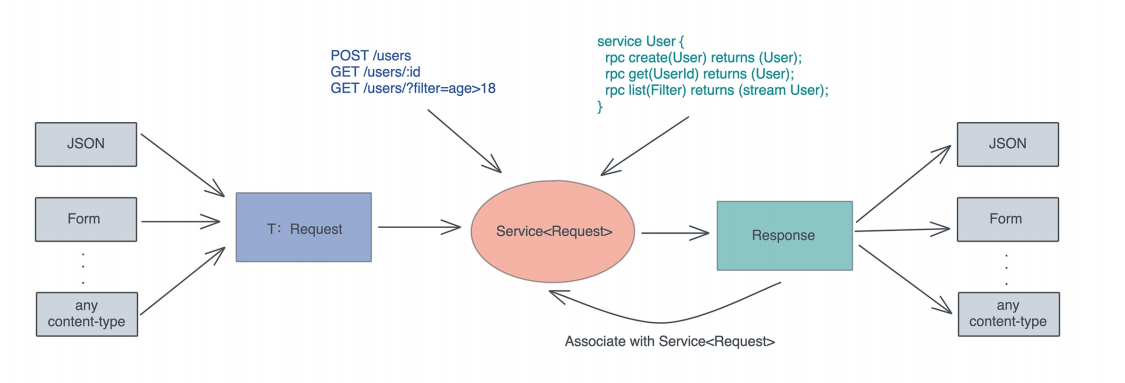 POST /users
GET /users/:id
GET /users/?filter=age>18
service User {
rpc create(User) returns (User);
rpc get(UserId) returns (User);
rpc list(Filter) returns (stream User);
}
JSON
Form
any
content-type
T: Request
Service<Request>
Response
JSON
Form
any
content-type
Associate with Service<Request>